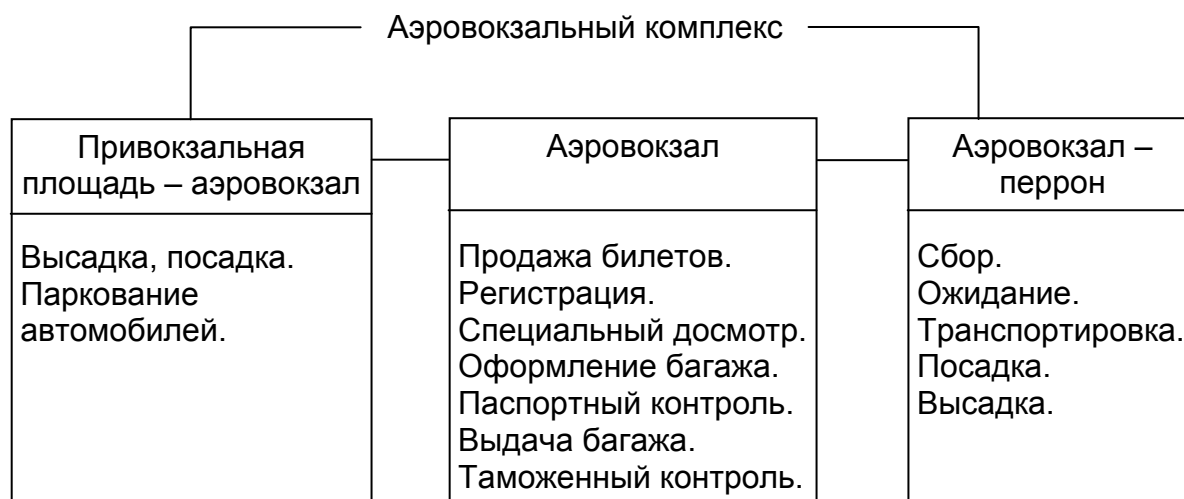 Аэровокзальный комплекс
Привокзальная
площадь – аэровокзал
Высадка, посадка.
Паркование
автомобилей.
Аэровокзал
Продажа билетов.
Регистрация.
Специальный досмотр.
Оформление багажа.
Паспортный контроль.
Выдача багажа.
Таможенный контроль.
Аэровокзал –
перрон
Сбор.
Ожидание.
Транспортировка.
Посадка.
Высадка.